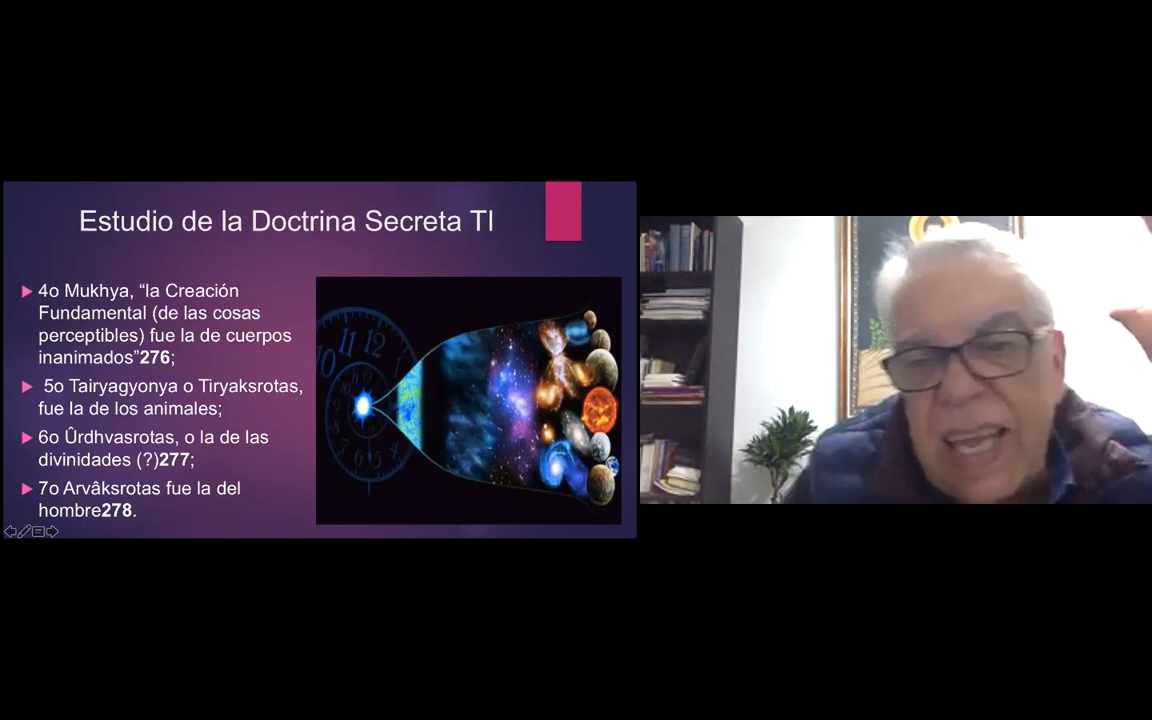 Estudio de la Doctrina Secreta TI
4o Mukhya, “la Creación
Fundamental (de las cosas
perceptibles) fue la de cuerpos
inanimados”276;
5o Tairyagyonya o Tiryaksrotas,
fue la de los animales;
6o Ûrdhvasrotas, o la de las
divinidades (?)277;
7o Arvâksrotas fue la del
hombre278.